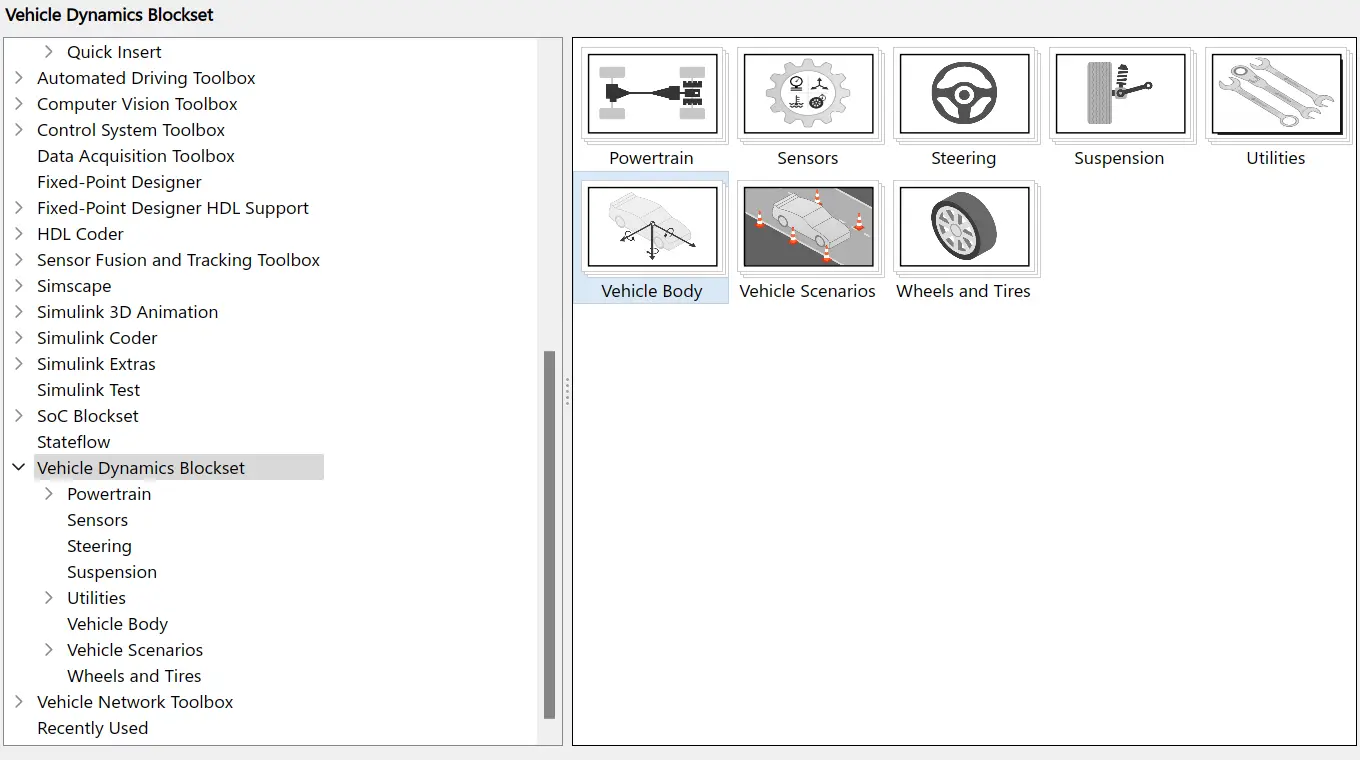 Vehicle Dynamics Blockset
Quick Insert
Automated Driving Toolbox
Computer Vision Toolbox
Control System Toolbox
Data Acquisition Toolbox
Fixed-Point Designer
Fixed-Point Designer HDL Support
HDL Coder
Sensor Fusion and Tracking Toolbox
Simscape
Simulink 3D Animation
Simulink Coder
Simulink Extras
Simulink Test
SoC Blockset
Stateflow
Vehicle Dynamics Blockset
Powertrain
Sensors
Steering
Suspension
Utilities
Vehicle Body
Vehicle Scenarios
Wheels and Tires
Vehicle Network Toolbox
Recently Used
Powertrain
Sensors
Steering
Suspension
Utilities
Vehicle Body
Vehicle Scenarios
Wheels and Tires